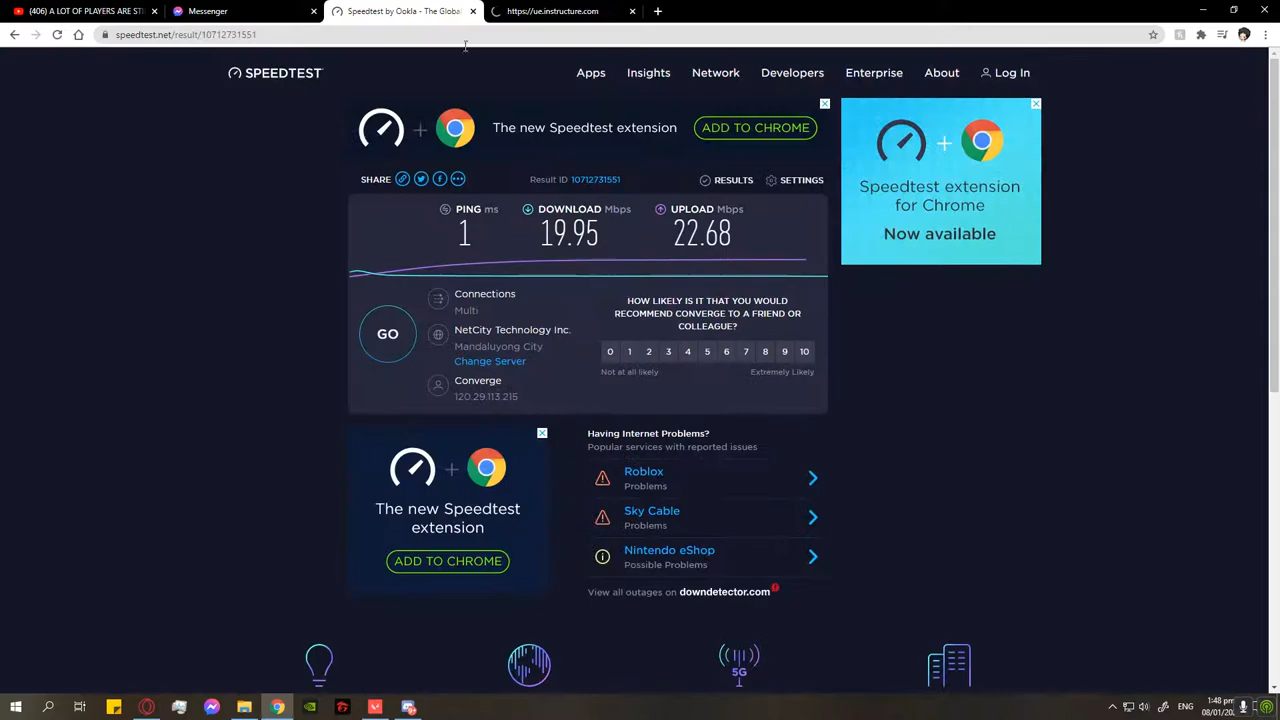 (406) A LOT OF PLAYERS ARE ST
Messenger
Speedtest by Ookla - The Global
https://ue.instructure.com
speedtest.net/result/10712731551
SPEEDTEST
Apps
Insights
Network
Developers
Enterprise
About
Log In
The new Speedtest extension
ADD TO CHROME
Speedtest extension
for Chrome
Now available
SHARE
Result ID 10712731551
RESULTS
SETTINGS
PING ms
DOWNLOAD Mbps
UPLOAD Mbps
1
19.95
22.68
GO
Connections
Multi
NetCity Technology Inc.
Mandaluyong City
Change Server
Converge
120.29.113.215
HOW LIKELY IS IT THAT YOU WOULD
RECOMMEND CONVERGE TO A FRIEND OR
COLLEAGUE?
0 1 2 3 4 5 6 7 8 9 10
Not at all likely
Extremely Likely
The new Speedtest
extension
ADD TO CHROME
Having Internet Problems?
Popular services with reported issues
Roblox
Problems
Sky Cable
Problems
Nintendo eShop
Possible Problems
View all outages on downdetector.com
5G
ENG
1:48 pm
08/01/20